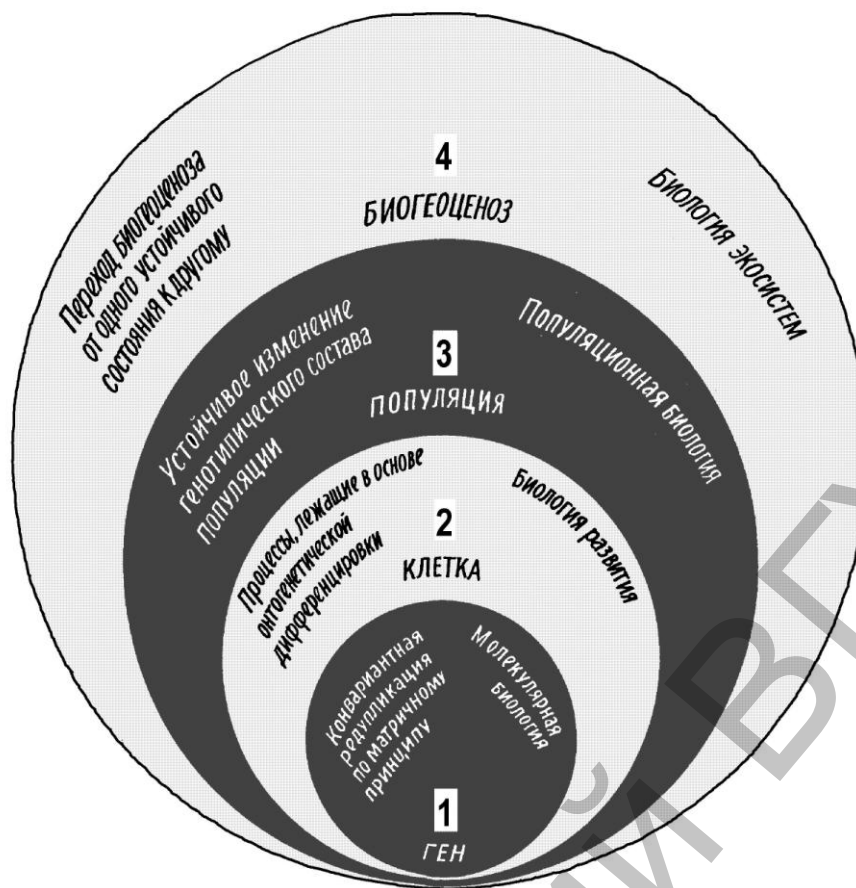 4
БИОГЕОЦЕНОЗ
Переход биогеоценоза
от одного устойчивого
состояния к другому
Биология экосистем
3
ПОПУЛЯЦИЯ
Устойчивое изменение
генотипического состава
популяции
Популяционная биология
2
КЛЕТКА
Процессы, лежащие в основе
онтогенетической
дифференцировки
Биология развития
Конвариантная
редупликация
по матричному
принципу
Молекулярная
биология
1
ГЕН